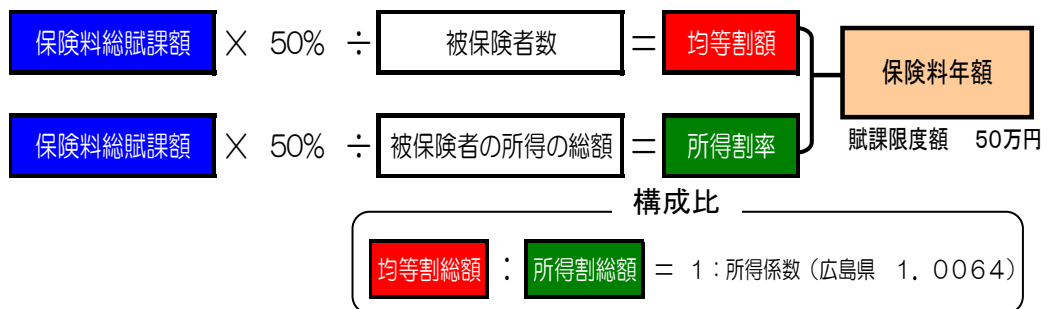 保険料総賦課額 × 50% ÷ 被保険者数 = 均等割額
保険料年額
保険料総賦課額 × 50% ÷ 被保険者の所得の総額 = 所得割率
賦課限度額 50万円
構成比
均等割総額 : 所得割総額 = 1:所得係数(広島県 1.0064)